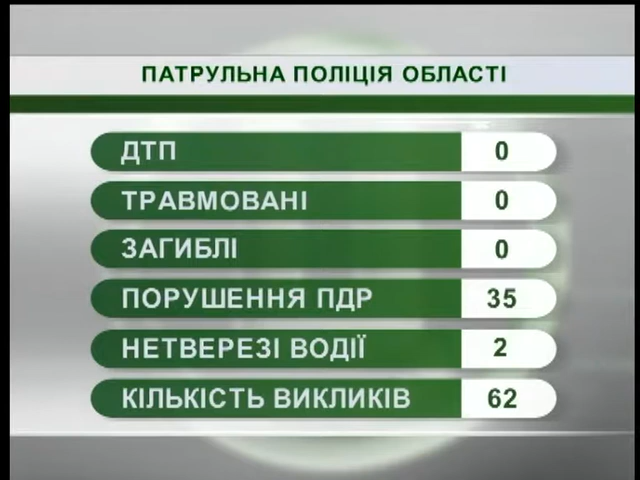 ПАТРУЛЬНА ПОЛІЦІЯ ОБЛАСТІ
ДТП 0
ТРАВМОВАНІ 0
ЗАГИБЛІ 0
ПОРУШЕННЯ ПДР 35
НЕТВЕРЕЗІ ВОДІЇ 2
КІЛЬКІСТЬ ВИКЛИКІВ 62